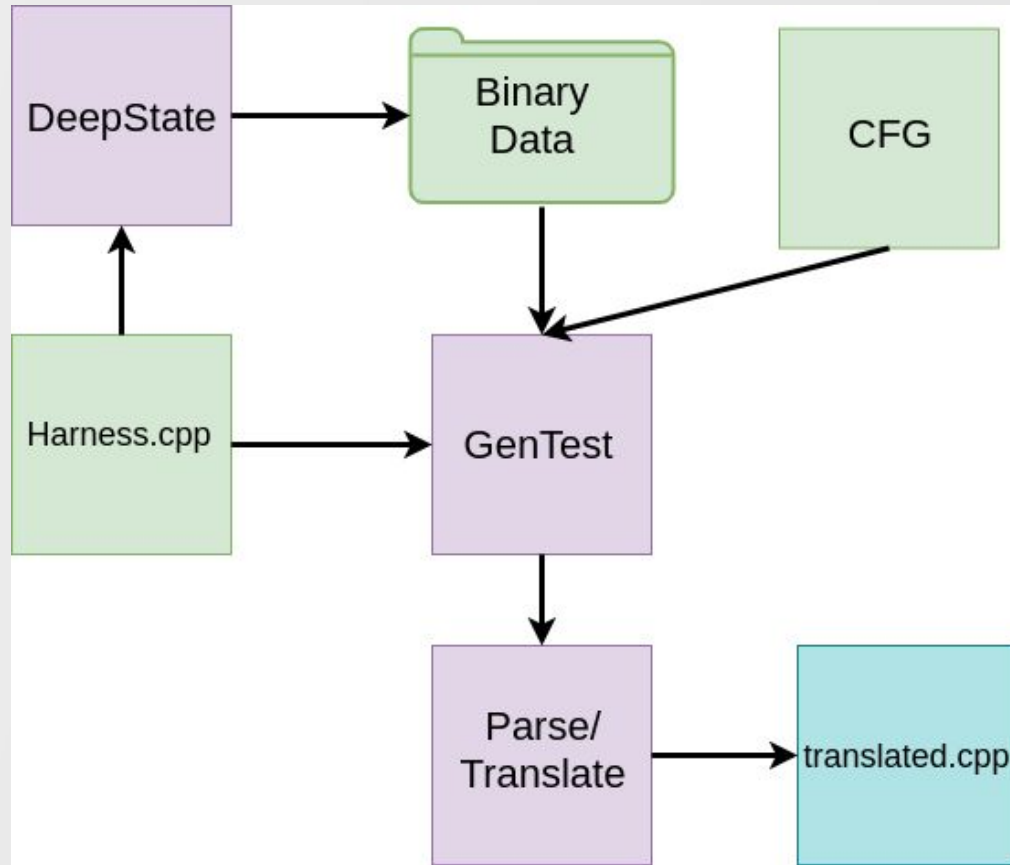 DeepState
Binary
Data
CFG
Harness.cpp
GenTest
Parse/
Translate
translated.cpp